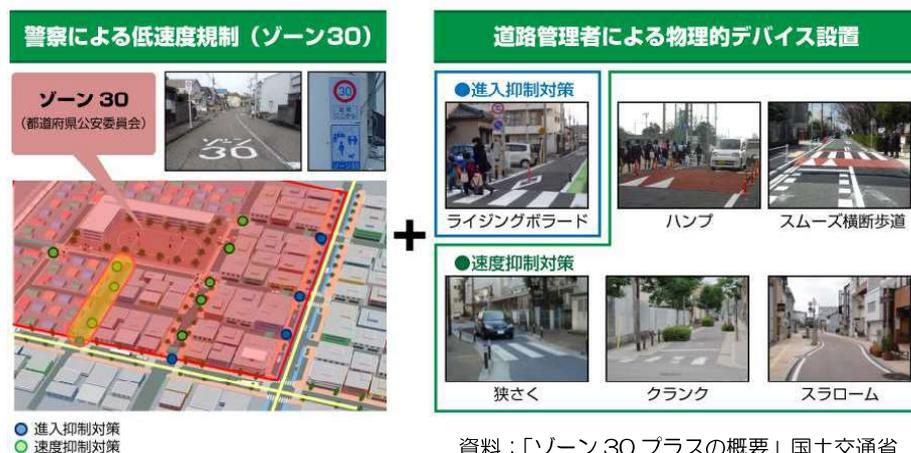 警察による低速度規制（ゾーン30）
道路管理者による物理的デバイス設置
ゾーン 30
（都道府県公安委員会）
ゾーン
30
30
●進入抑制対策
ライジングボラード
ハンプ
スムーズ横断歩道
+
●速度抑制対策
狭さく
クランク
スラローム
進入抑制対策
速度抑制対策
資料：「ゾーン 30 プラスの概要」国土交通省